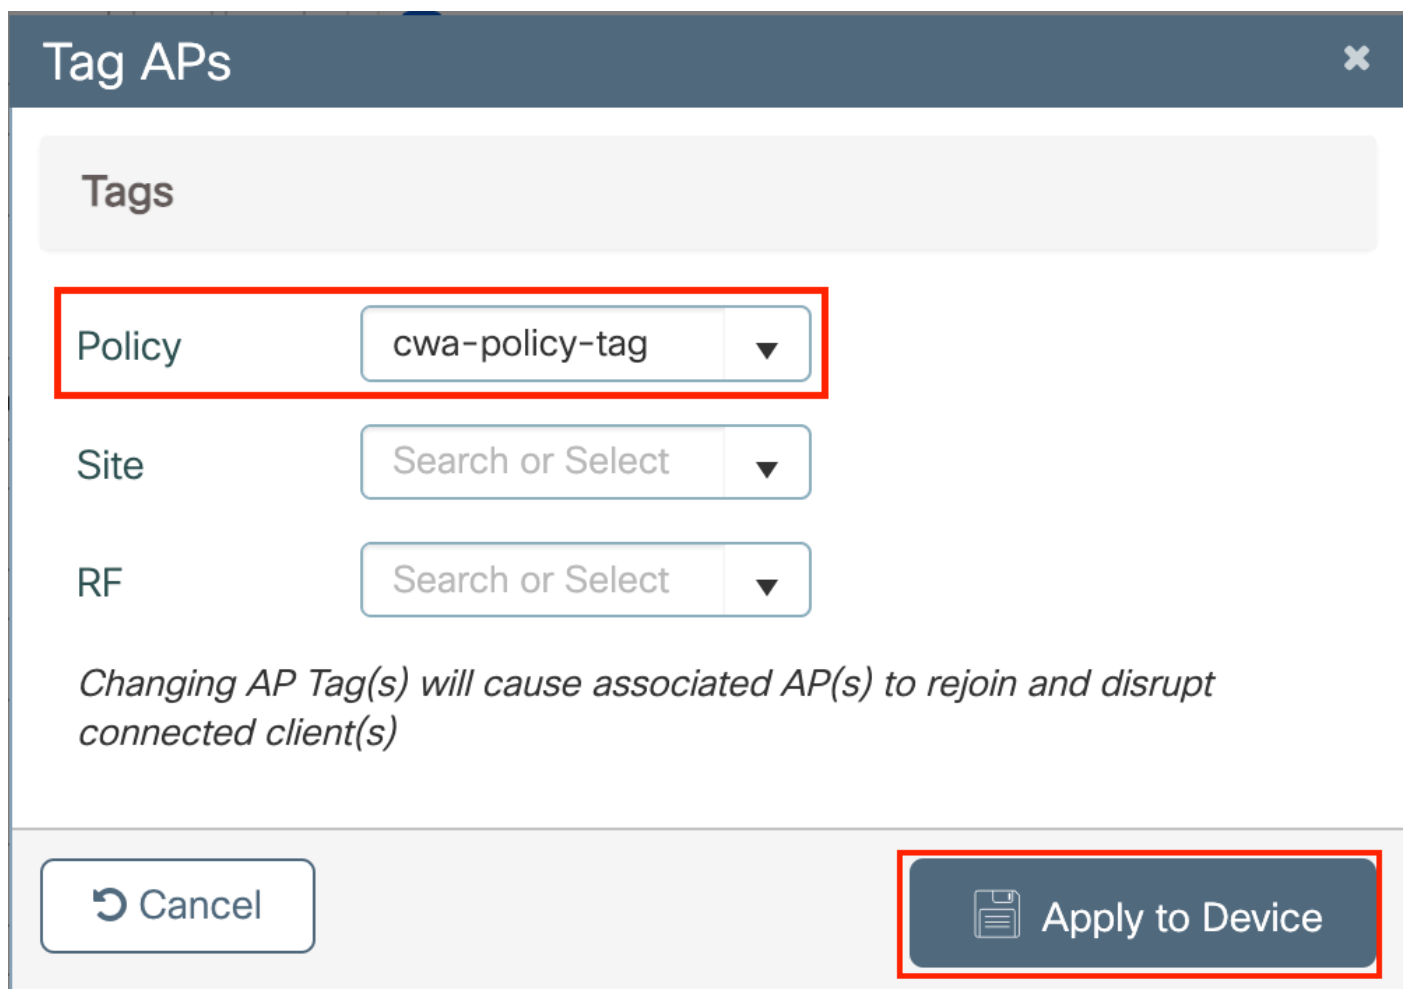 Tag APs
Tags
Policy
cwa-policy-tag
Site
Search or Select
RF
Search or Select
Changing AP Tag(s) will cause associated AP(s) to rejoin and disrupt
connected client(s)
Cancel
Apply to Device